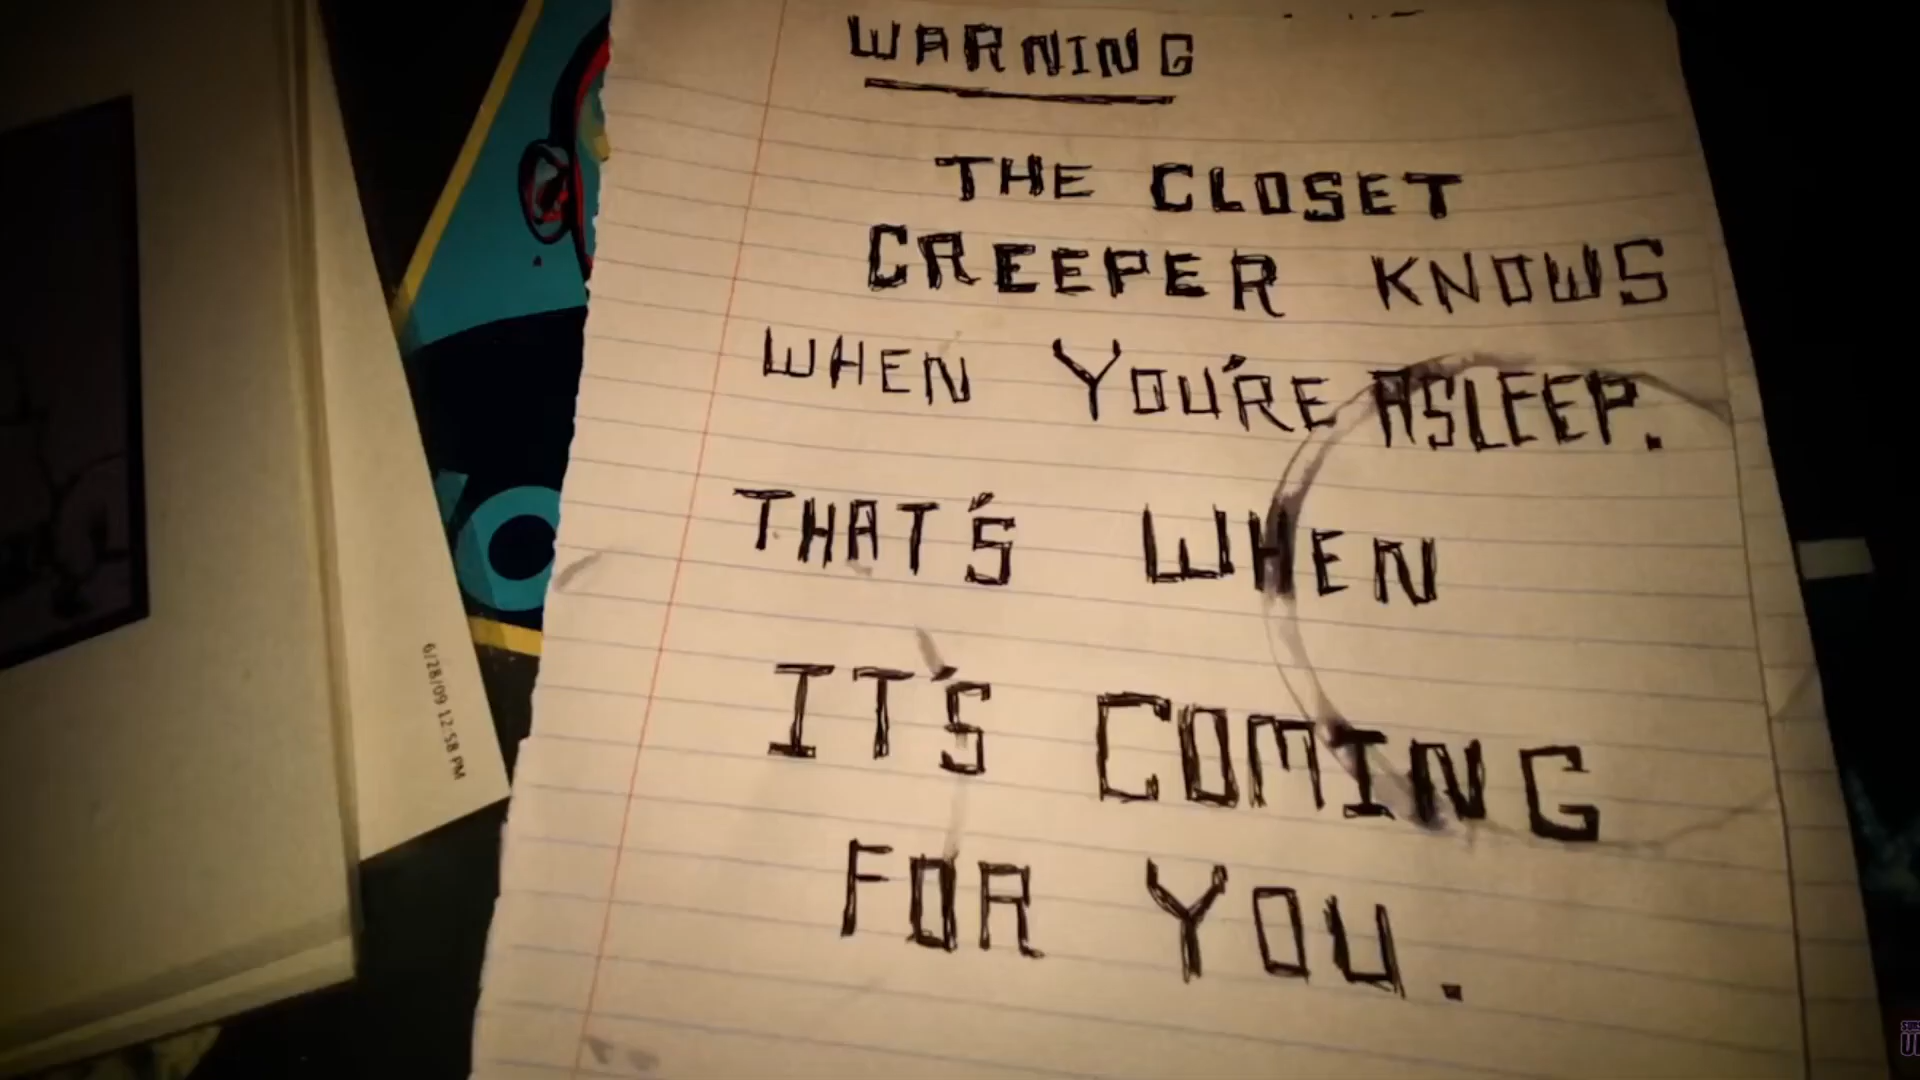 WARNING
THE CLOSET
CREEPER KNOWS
WHEN YOU'RE ASLEEP.
THAT'S WHEN
IT'S COMING
FOR YOU.
6/28/09 12:58 PM